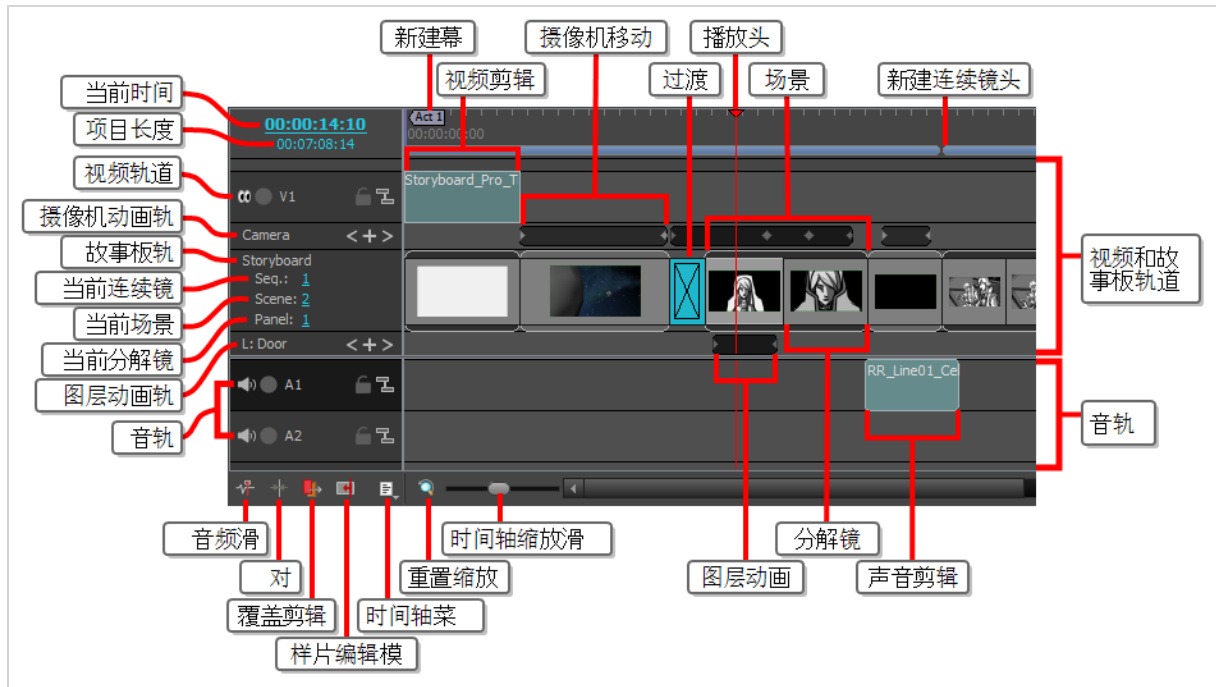 新建幕
摄像机移动
播放头
视频剪辑
过渡
场景
新建连续镜头
当前时间
项目长度
视频轨道
摄像机动画轨
故事板轨
当前连续镜
当前场景
当前分解镜
图层动画轨
音轨
00:00:14:10
00:07:08:14
Act 1
00:00:00:00
V1
Storyboard_Pro_T
Camera
Storyboard
Seq.: 1
Scene: 2
Panel: 1
L: Door
A1
RR_Line01_Ce
A2
视频和故
事板轨道
音轨
音频滑
时间轴缩放滑
分解镜
对
重置缩放
图层动画
声音剪辑
覆盖剪辑
时间轴菜
样片编辑模